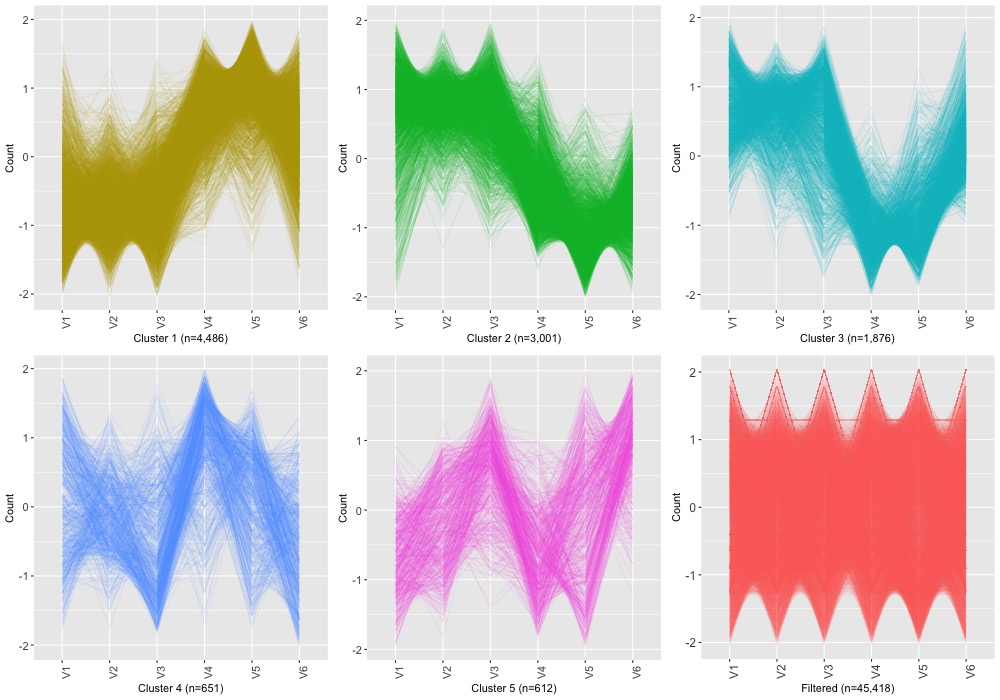 2
1
0
-1
-2
Count
V1 V2 V3 V4 V5 V6
Cluster 1 (n=4,486)
2
1
0
-1
-2
Count
V1 V2 V3 V4 V5 V6
Cluster 2 (n=3,001)
2
1
0
-1
-2
Count
V1 V2 V3 V4 V5 V6
Cluster 3 (n=1,876)
2
1
0
-1
-2
Count
V1 V2 V3 V4 V5 V6
Cluster 4 (n=651)
2
1
0
-1
-2
Count
V1 V2 V3 V4 V5 V6
Cluster 5 (n=612)
2
1
0
-1
-2
Count
V1 V2 V3 V4 V5 V6
Filtered (n=45,418)